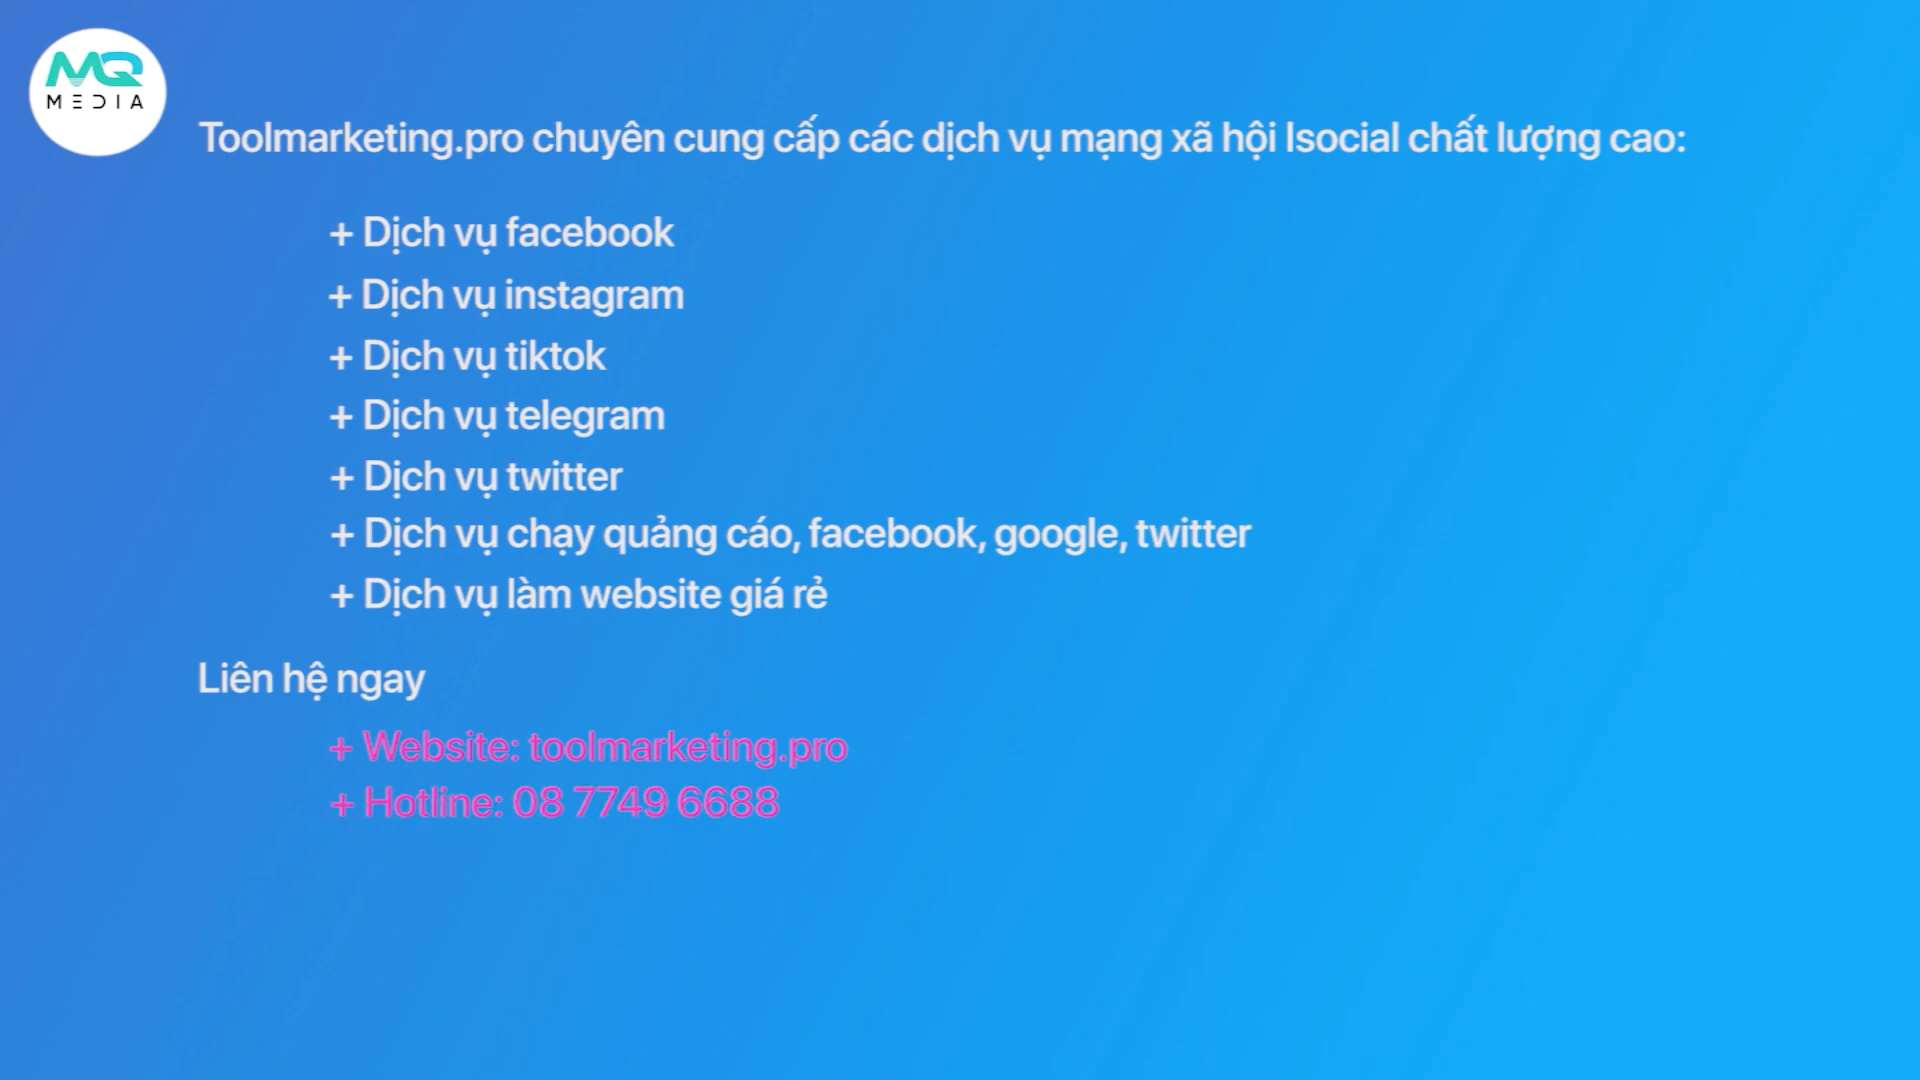 MQ
MEDIA
Toolmarketing.pro chuyên cung cấp các dịch vụ mạng xã hội Isocial chất lượng cao:
+ Dịch vụ facebook
+ Dịch vụ instagram
+ Dịch vụ tiktok
+ Dịch vụ telegram
+ Dịch vụ twitter
+ Dịch vụ chạy quảng cáo, facebook, google, twitter
+ Dịch vụ làm website giá rẻ
Liên hệ ngay
+ Website: toolmarketing.pro
+ Hotline: 08 7749 6688